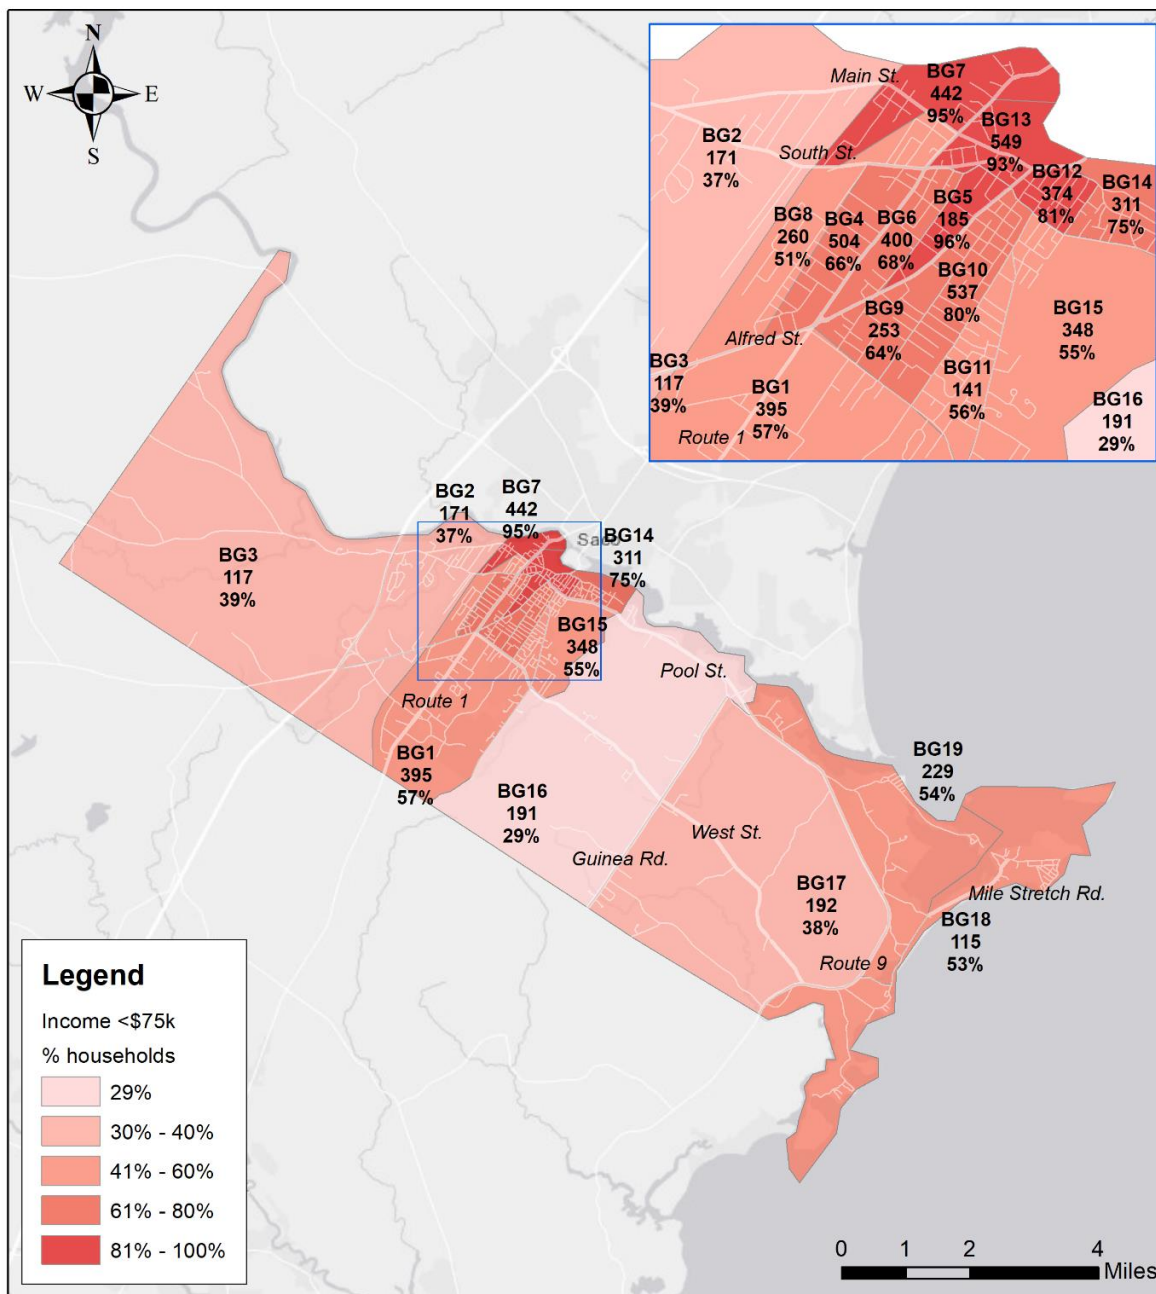 N
W
E
S
Main St.
BG7
442
95%
BG13
549
93%
BG2
171
37%
South St.
BG12
374
81%
BG14
311
75%
BG8
260
51%
BG4
504
66%
BG6
400
68%
BG5
185
96%
BG10
537
80%
BG9
253
64%
BG15
348
55%
Alfred St.
BG3
117
39%
BG1
395
57%
BG11
141
56%
BG16
191
29%
Route 1
BG2
171
37%
BG7
442
95%
Saco
BG14
311
75%
BG3
117
39%
BG15
348
55%
Pool St.
Route 1
BG1
395
57%
BG16
191
29%
BG19
229
54%
West St.
Guinea Rd.
BG17
192
38%
Mile Stretch Rd.
BG18
115
53%
Route 9
Legend
Income <$75k
% households
29%
30% - 40%
41% - 60%
61% - 80%
81% - 100%
0 1 2 4
Miles